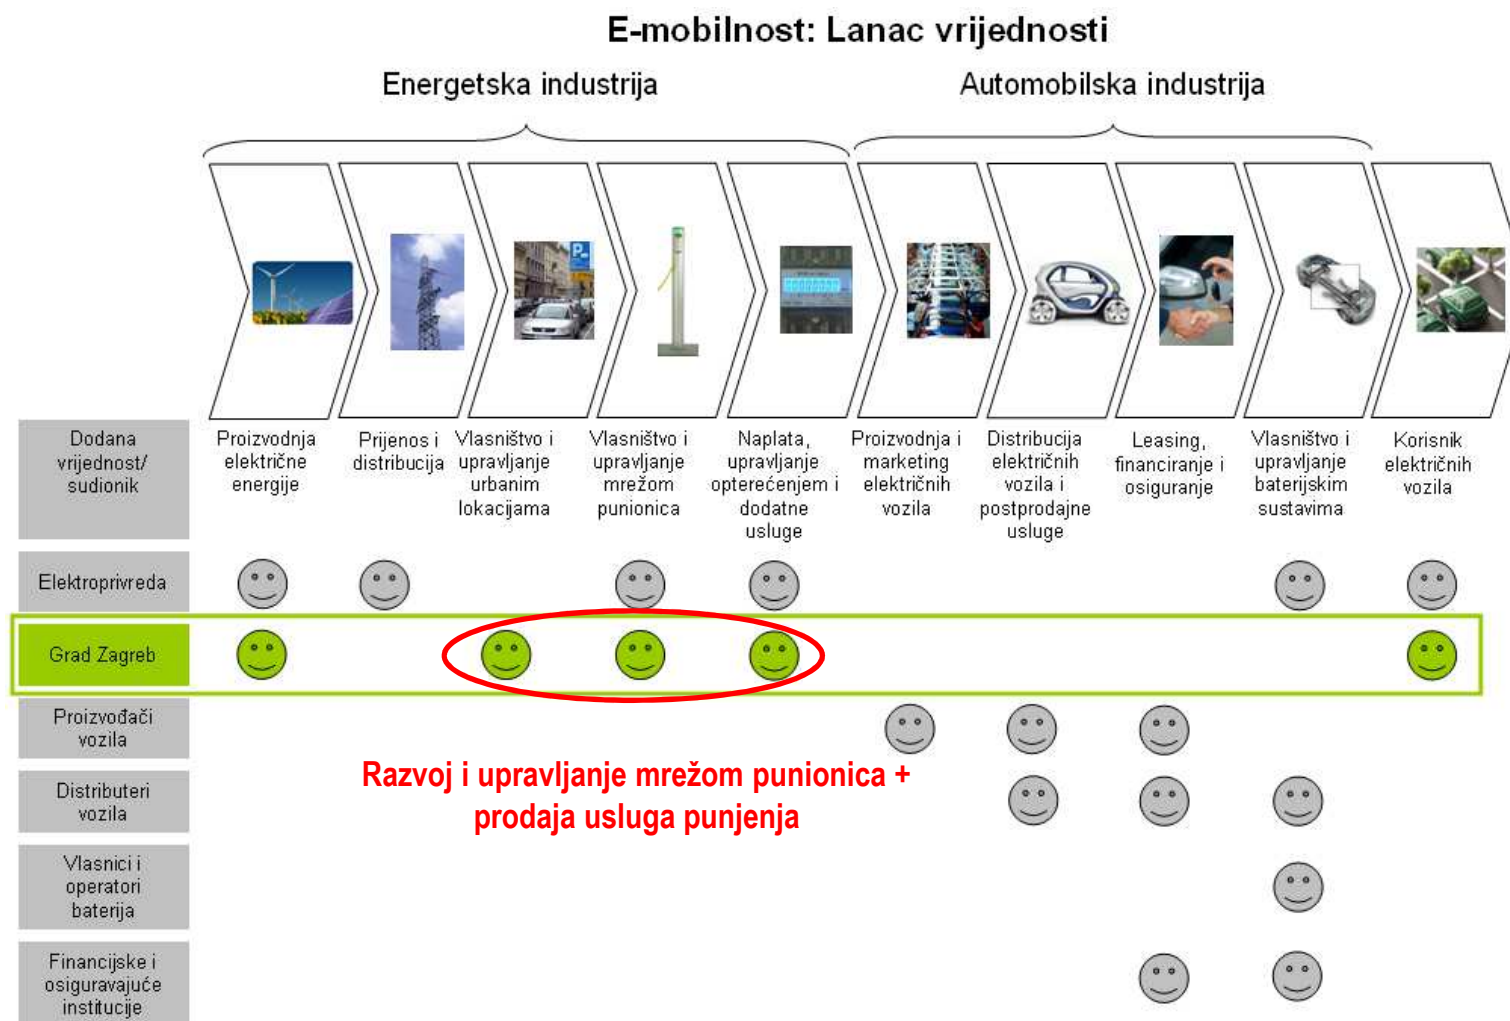 E-mobilnost: Lanac vrijednosti
Energetska industrija
Automobilska industrija
P
Dodana
vrijednost/
sudionik
Proizvodnja
električne
energije
Prijenos i
distribucija
Vlasništvo i
upravljanje
urbanim
lokacijama
Vlasništvo i
upravljanje
mrežom
punionica
Naplata,
upravljanje
opterećenjem i
dodatne
usluge
Proizvodnja i
marketing
električnih
vozila
Distribucija
električnih
vozila i
postprodajne
usluge
Leasing,
financiranje i
osiguranje
Vlasništvo i
upravljanje
baterijskim
sustavima
Korisnik
električnih
vozila
Elektroprivreda
Grad Zagreb
Proizvođači
vozila
Razvoj i upravljanje mrežom punionica +
prodaja usluga punjenja
Distributeri
vozila
Vlasnici i
operatori
baterija
Financijske i
osiguravajuće
institucije